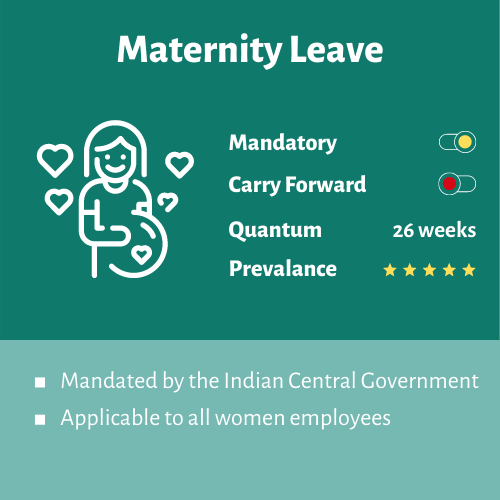 Maternity Leave
Mandatory
Carry Forward
Quantum 26 weeks
Prevalance
Mandated by the Indian Central Government
Applicable to all women employees